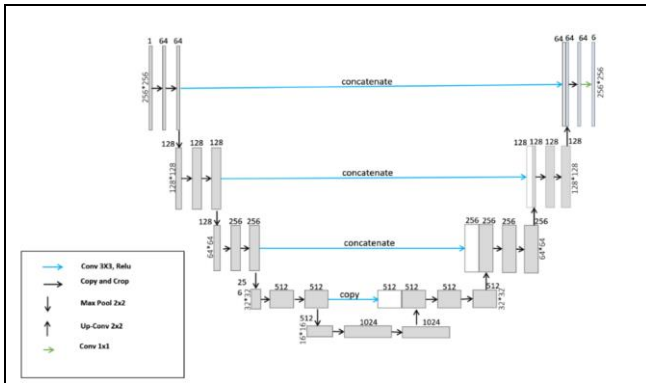 1 64 64
256*256
concatenate
64 64 64 6
256*256
128 128 128
128*128
concatenate
128 128 128 128
128*128
128 256 256
64*64
concatenate
256 256 256 256
64*64
25
6
512 512
32*32
copy
512 512 512 512
32*32
512
1024
1024
16*16
Conv 3X3, Relu
Copy and Crop
Max Pool 2x2
Up-Conv 2x2
Conv 1x1